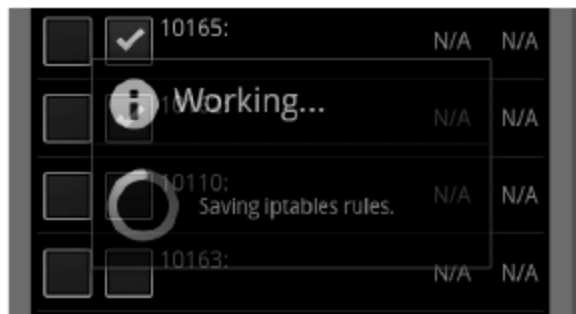 10165:
N/A N/A
Working...
N/A N/A
10110:
N/A N/A
Saving iptables rules.
10163:
N/A N/A